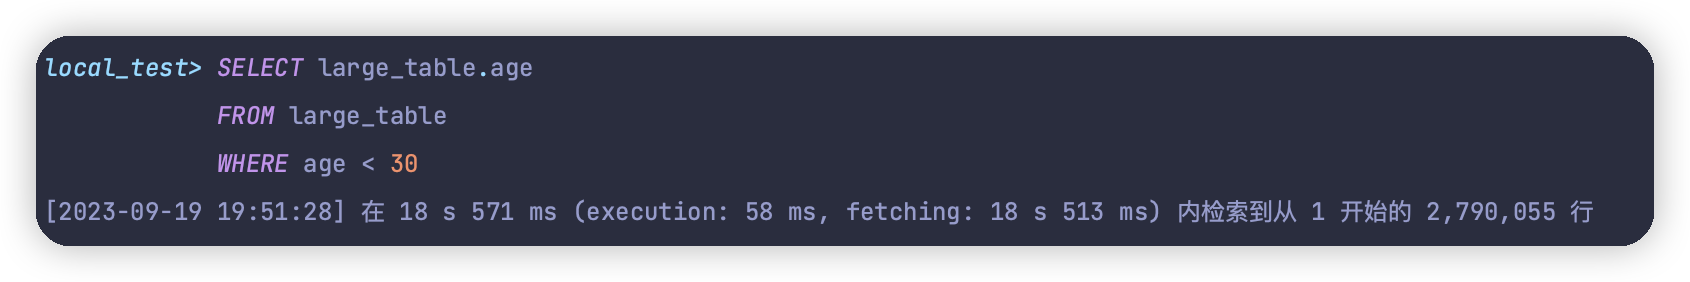 local_test> SELECT large_table.age
FROM large_table
WHERE age < 30
[2023-09-19 19:51:28] 在 18 s 571 ms (execution: 58 ms, fetching: 18 s 513 ms) 内检索到从 1 开始的 2,790,055 行